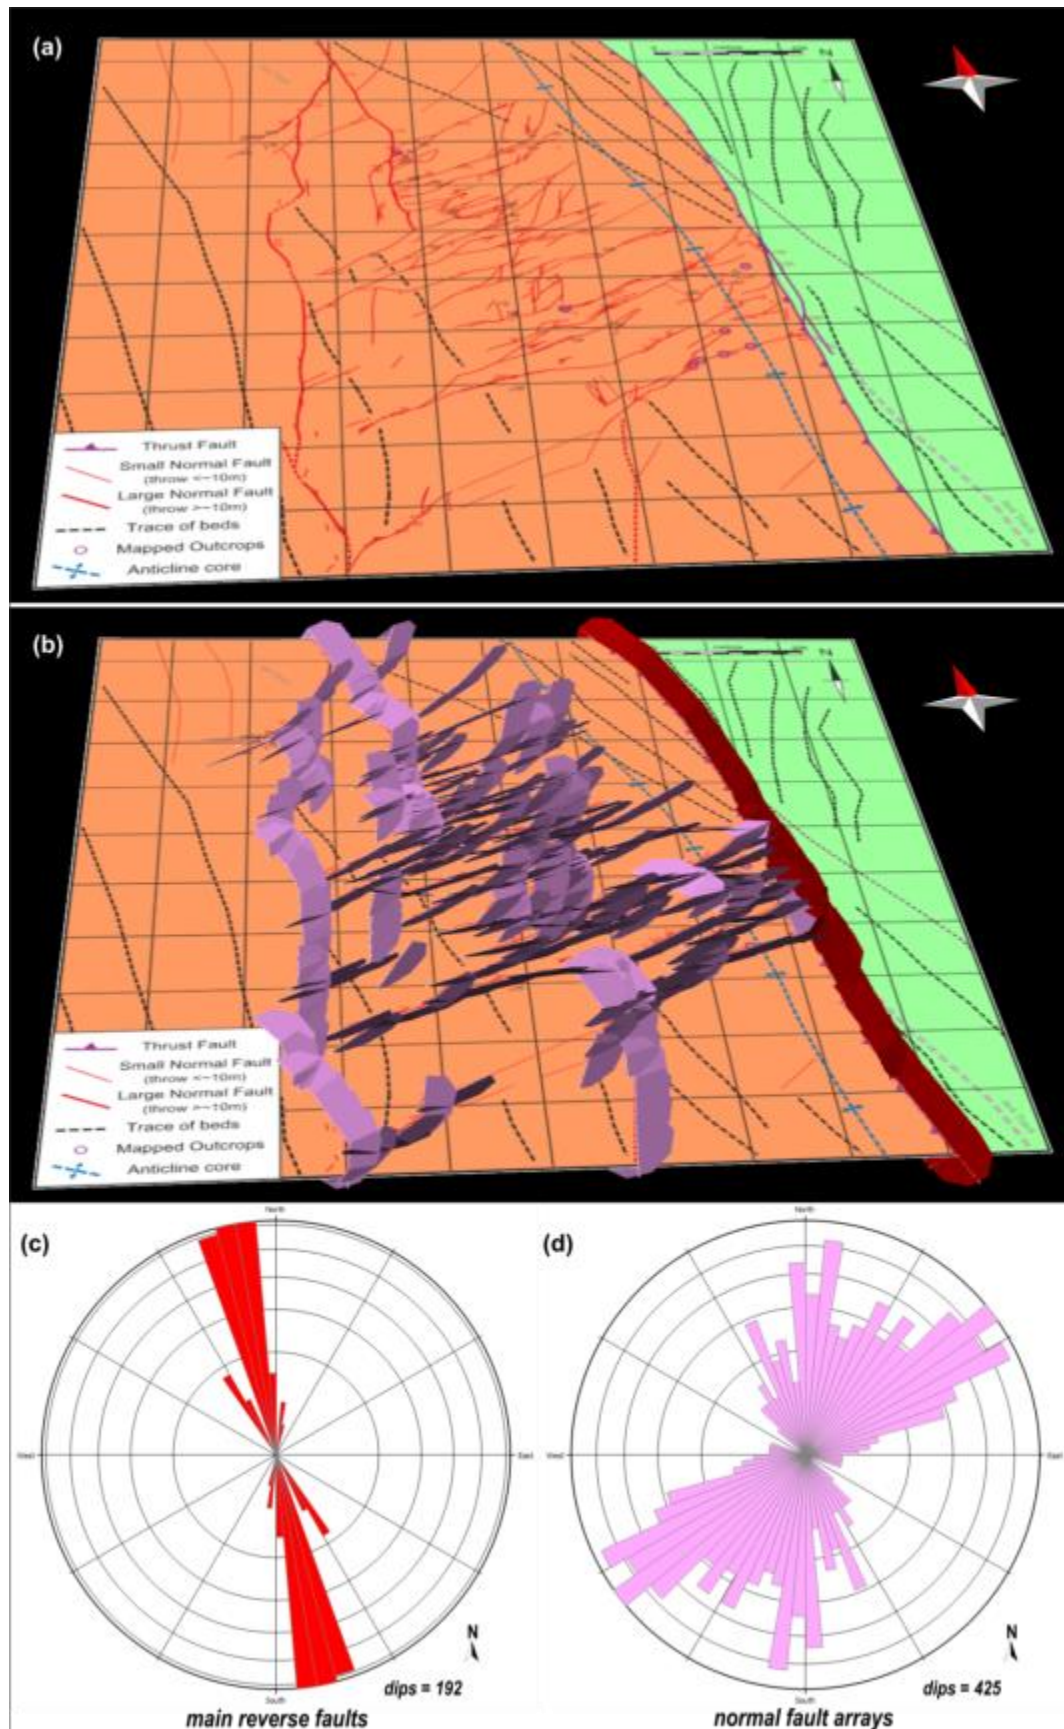 (a)
N
Thrust Fault
Small Normal Fault
(throw <~10m)
Large Normal Fault
(throw >~10m)
Trace of beds
Mapped Outcrops
Anticline core
(b)
N
Thrust Fault
Small Normal Fault
(throw <~10m)
Large Normal Fault
(throw >~10m)
Trace of beds
Mapped Outcrops
Anticline core
(c)
North
West
East
South
N
dips = 192
main reverse faults
(d)
North
West
East
South
N
dips = 425
normal fault arrays